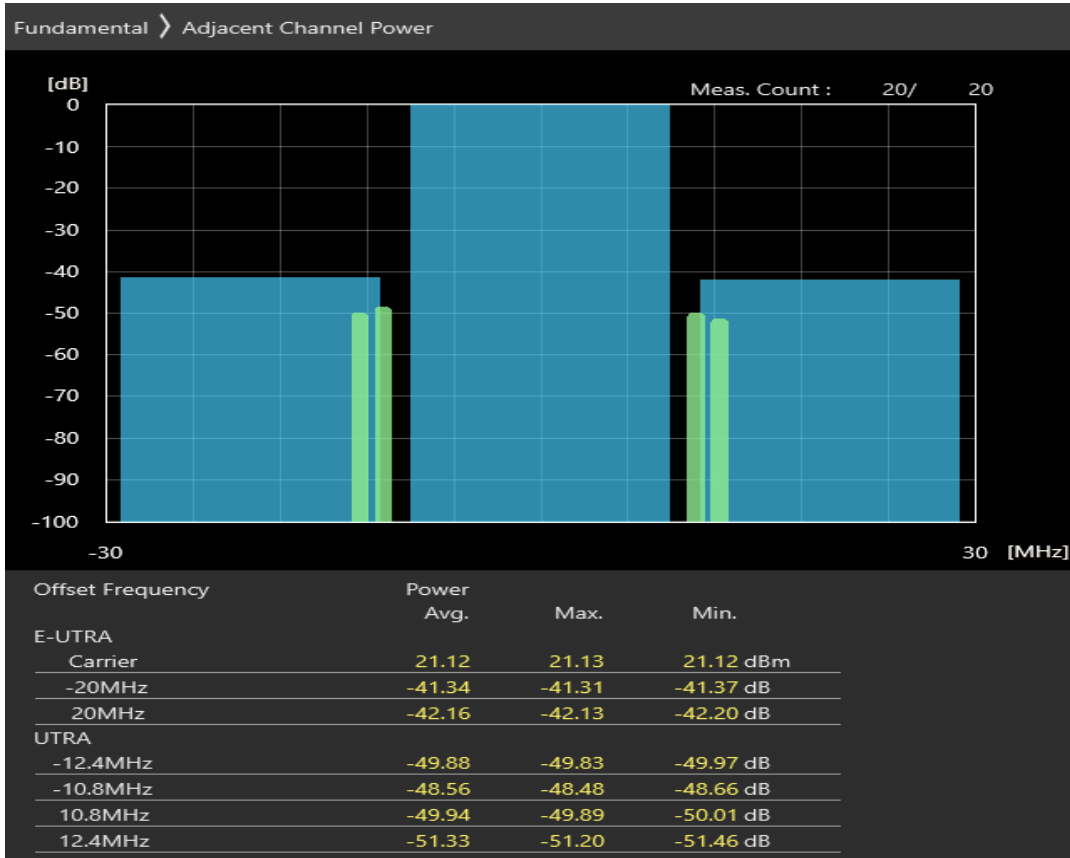 Fundamental 〉 Adjacent Channel Power
[dB]
Meas. Count : 20/ 20
0
-10
-20
-30
-40
-50
-60
-70
-80
-90
-100
-30 30 [MHz]
Offset Frequency Power
Avg. Max. Min.
E-UTRA
Carrier 21.12 21.13 21.12 dBm
-20MHz -41.34 -41.31 -41.37 dB
20MHz -42.16 -42.13 -42.20 dB
UTRA
-12.4MHz -49.88 -49.83 -49.97 dB
-10.8MHz -48.56 -48.48 -48.66 dB
10.8MHz -49.94 -49.89 -50.01 dB
12.4MHz -51.33 -51.20 -51.46 dB